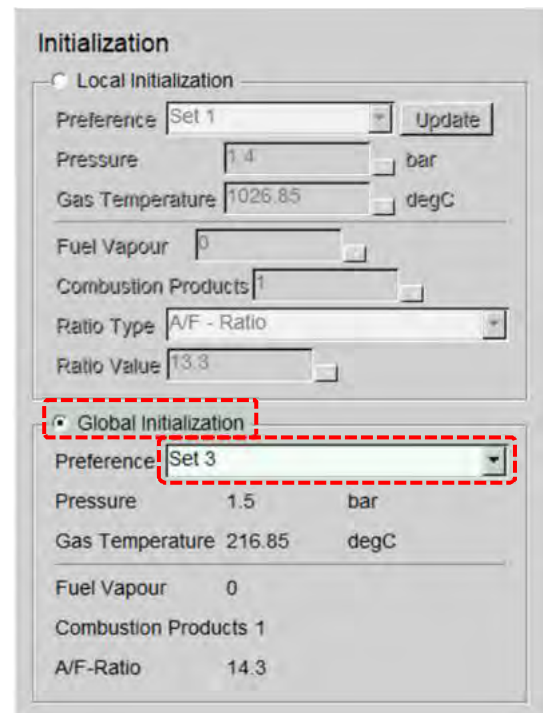 Initialization
Local Initialization
Preference Set 1 Update
Pressure 1.4 bar
Gas Temperature 1026.85 degC
Fuel Vapour 0
Combustion Products 1
Ratio Type A/F - Ratio
Ratio Value 13.3
Global Initialization
Preference Set 3
Pressure 1.5 bar
Gas Temperature 216.85 degC
Fuel Vapour 0
Combustion Products 1
A/F-Ratio 14.3